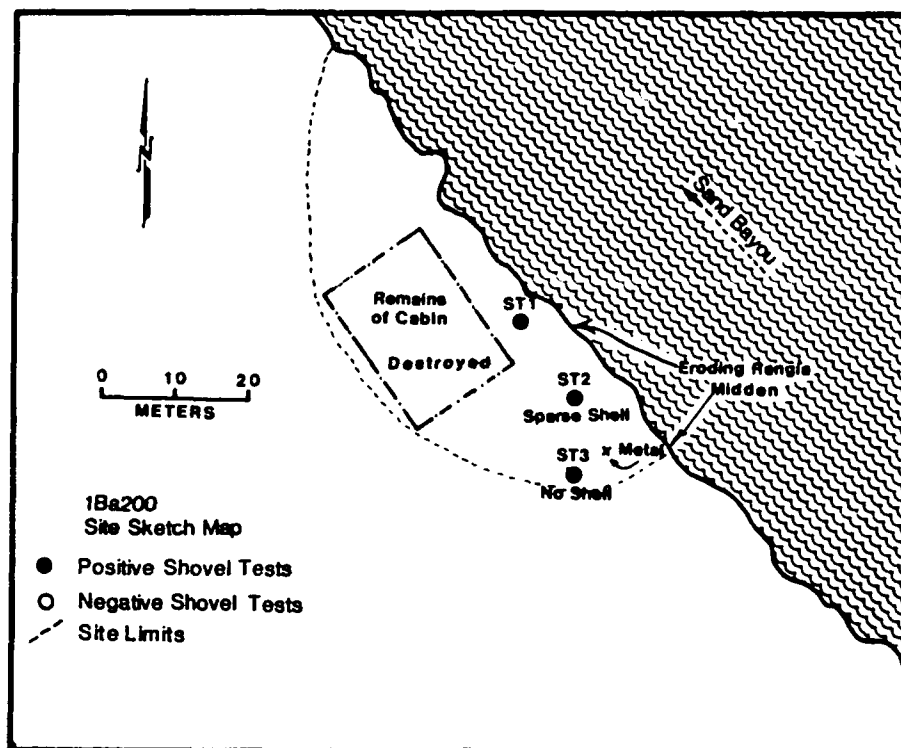 N
Sand Bayou
Remains
of Cabin
Destroyed
ST1
Eroding Rangia
Midden
0 10 20
METERS
ST2
Sparse Shell
x Metal
ST3
No Shell
1Ba200
Site Sketch Map
Positive Shovel Tests
Negative Shovel Tests
Site Limits